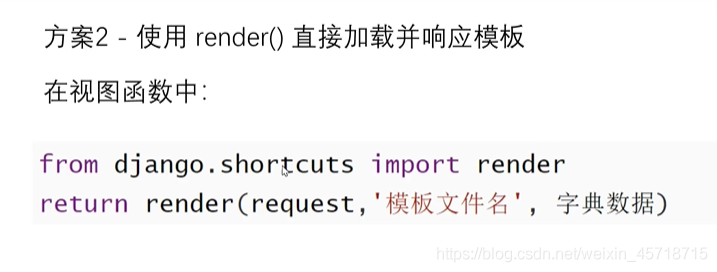 方案2 - 使用 render() 直接加载并响应模板
在视图函数中：
from django.shortcuts import render
return render(request,'模板文件名', 字典数据)
https://blog.csdn.net/weixin_45718715